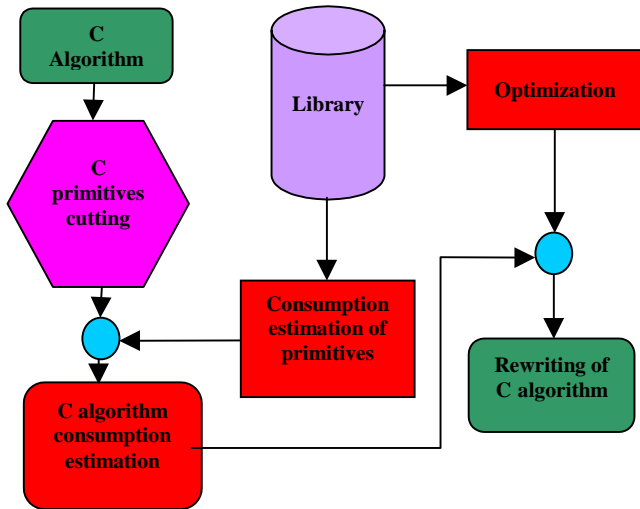 C
Algorithm
Library
Optimization
C
primitives
cutting
Consumption
estimation of
primitives
Rewriting of
C algorithm
C algorithm
consumption
estimation